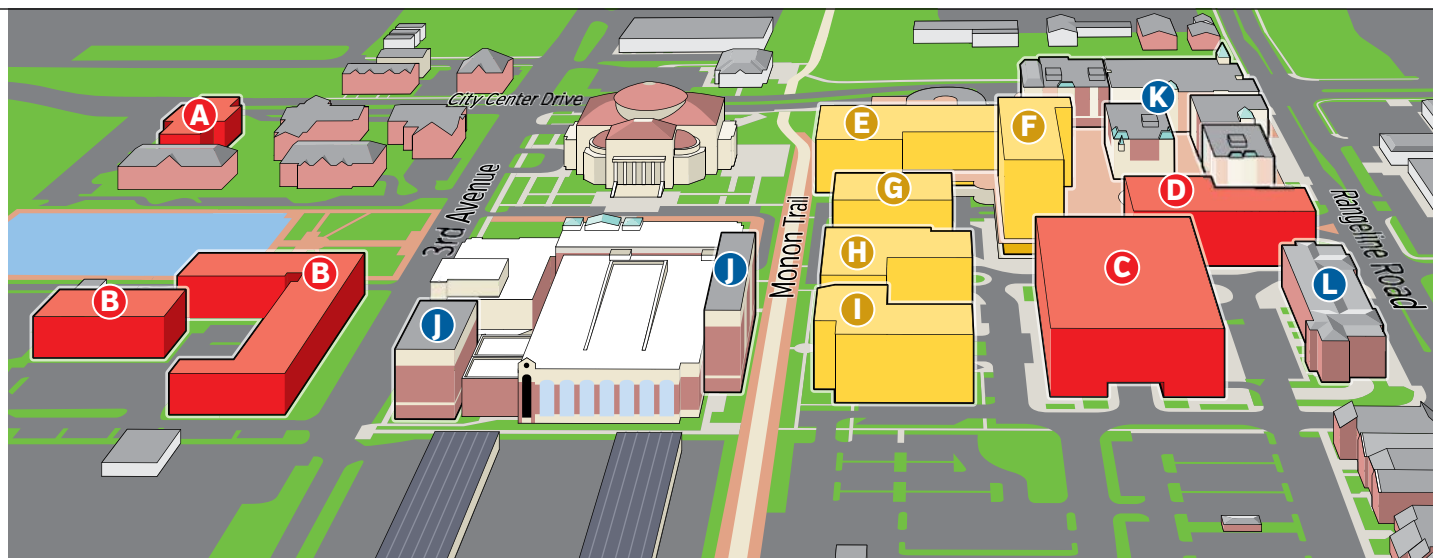 A
City Center Drive
E
F
K
G
D
3rd Avenue
Monon Trail
Rangeline Road
H
C
B
B
J
J
I
L